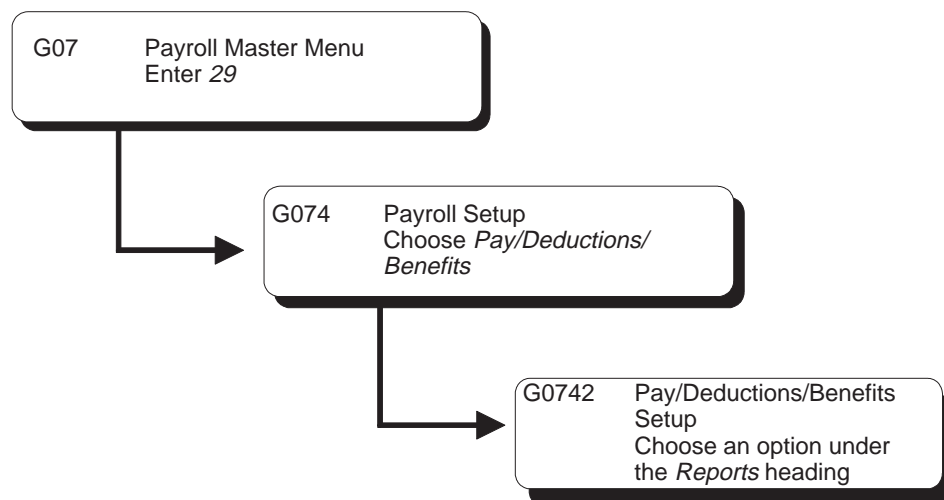 G07 Payroll Master Menu
Enter 29
G074 Payroll Setup
Choose Pay/Deductions/
Benefits
G0742 Pay/Deductions/Benefits
Setup
Choose an option under
the Reports heading